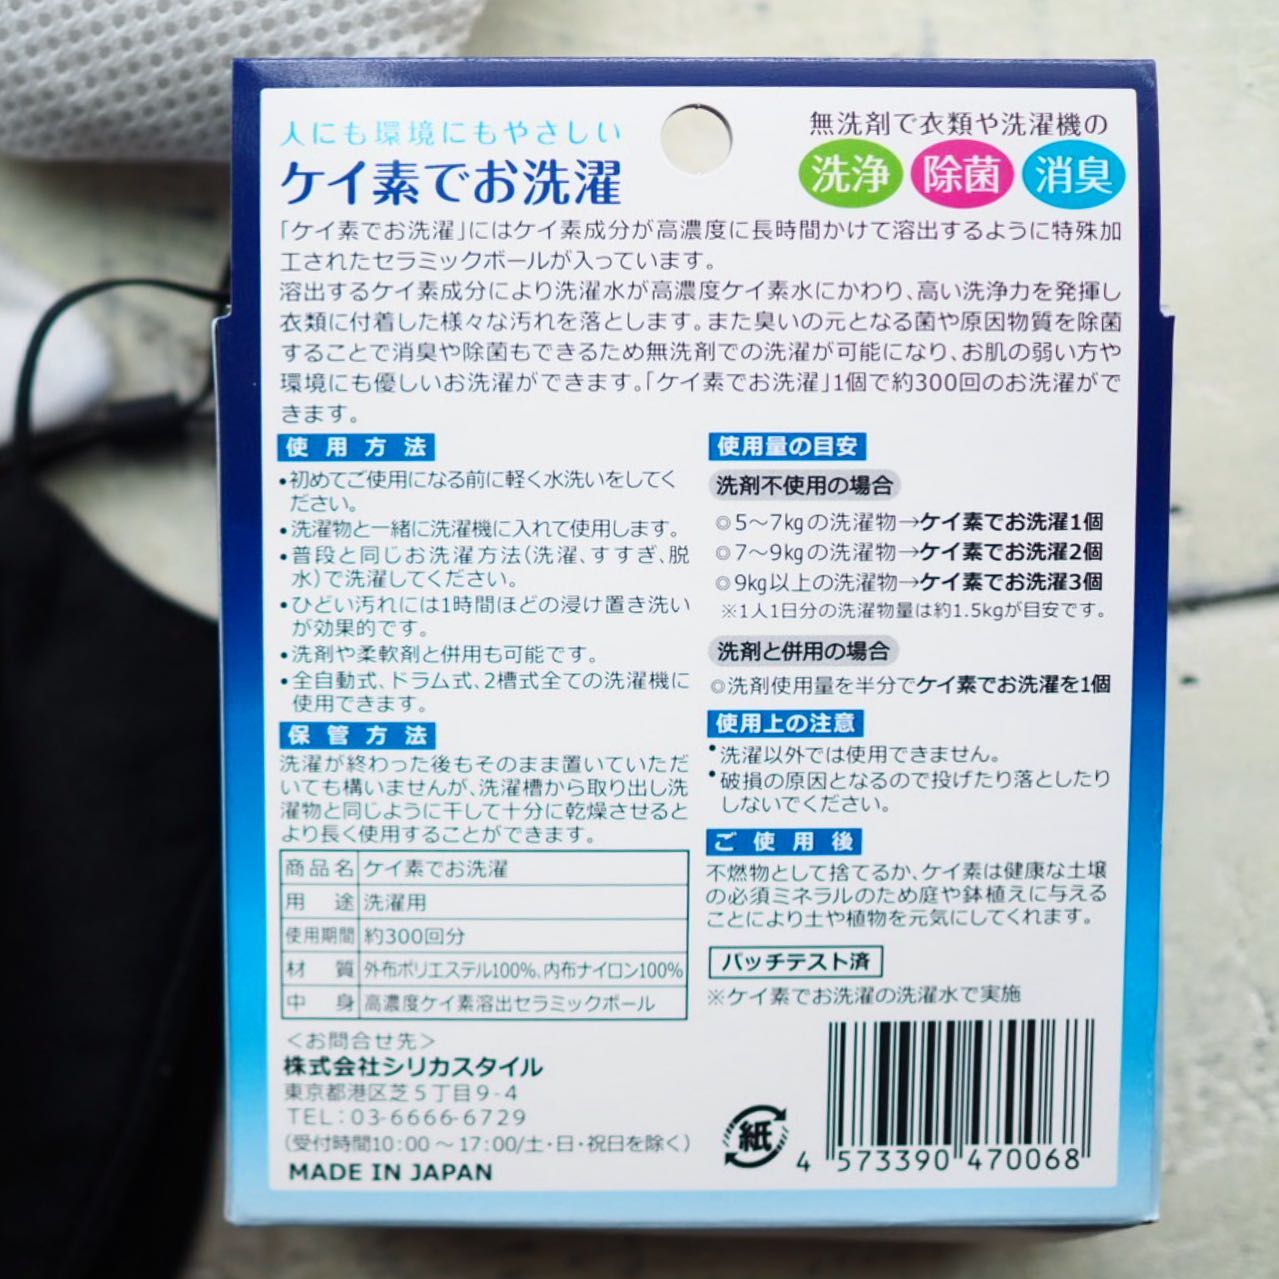 人にも環境にもやさしい
ケイ素でお洗濯
無洗剤で衣類や洗濯機の
洗浄 除菌 消臭
「ケイ素でお洗濯」にはケイ素成分が高濃度に長時間かけて溶出するように特殊加
工されたセラミックボールが入っています。
溶出するケイ素成分により洗濯水が高濃度ケイ素水にかわり、高い洗浄力を発揮し
衣類に付着した様々な汚れを落とします。また臭いの元となる菌や原因物質を除菌
することで消臭や除菌もできるため無洗剤での洗濯が可能になり、お肌の弱い方や
環境にも優しいお洗濯ができます。「ケイ素でお洗濯」1個で約300回のお洗濯がで
きます。
使用方法
•初めてご使用になる前に軽く水洗いをしてく
ださい。
•洗濯物と一緒に洗濯機に入れて使用します。
•普段と同じお洗濯方法(洗濯、すすぎ、脱
水)で洗濯してください。
•ひどい汚れには1時間ほどの浸け置き洗い
が効果的です。
•洗剤や柔軟剤と併用も可能です。
•全自動式、ドラム式、2槽式全ての洗濯機に
使用できます。
保管方法
洗濯が終わった後もそのまま置いていただ
いても構いませんが、洗濯槽から取り出し洗
濯物と同じように干して十分に乾燥させると
より長く使用することができます。
商品名 ケイ素でお洗濯
用途 洗濯用
使用期間 約300回分
材質 外布ポリエステル100%、内布ナイロン100%
中身 高濃度ケイ素溶出セラミックボール
＜お問合せ先＞
株式会社シリカスタイル
東京都港区芝5丁目9-4
TEL:03-6666-6729
(受付時間10:00～17:00/土・日・祝日を除く)
MADE IN JAPAN
使用量の目安
洗剤不使用の場合
◎5～7kgの洗濯物→ケイ素でお洗濯1個
◎7～9kgの洗濯物→ケイ素でお洗濯2個
◎9kg以上の洗濯物→ケイ素でお洗濯3個
※1人1日分の洗濯物量は約1.5kgが目安です。
洗剤と併用の場合
◎洗剤使用量を半分でケイ素でお洗濯を1個
使用上の注意
•洗濯以外では使用できません。
•破損の原因となるので投げたり落としたり
しないでください。
ご使用後
不燃物として捨てるか、ケイ素は健康な土壌
の必須ミネラルのため庭や鉢植えに与える
ことにより土や植物を元気にしてくれます。
パッチテスト済
※ケイ素でお洗濯の洗濯水で実施
紙
4 573390 470068